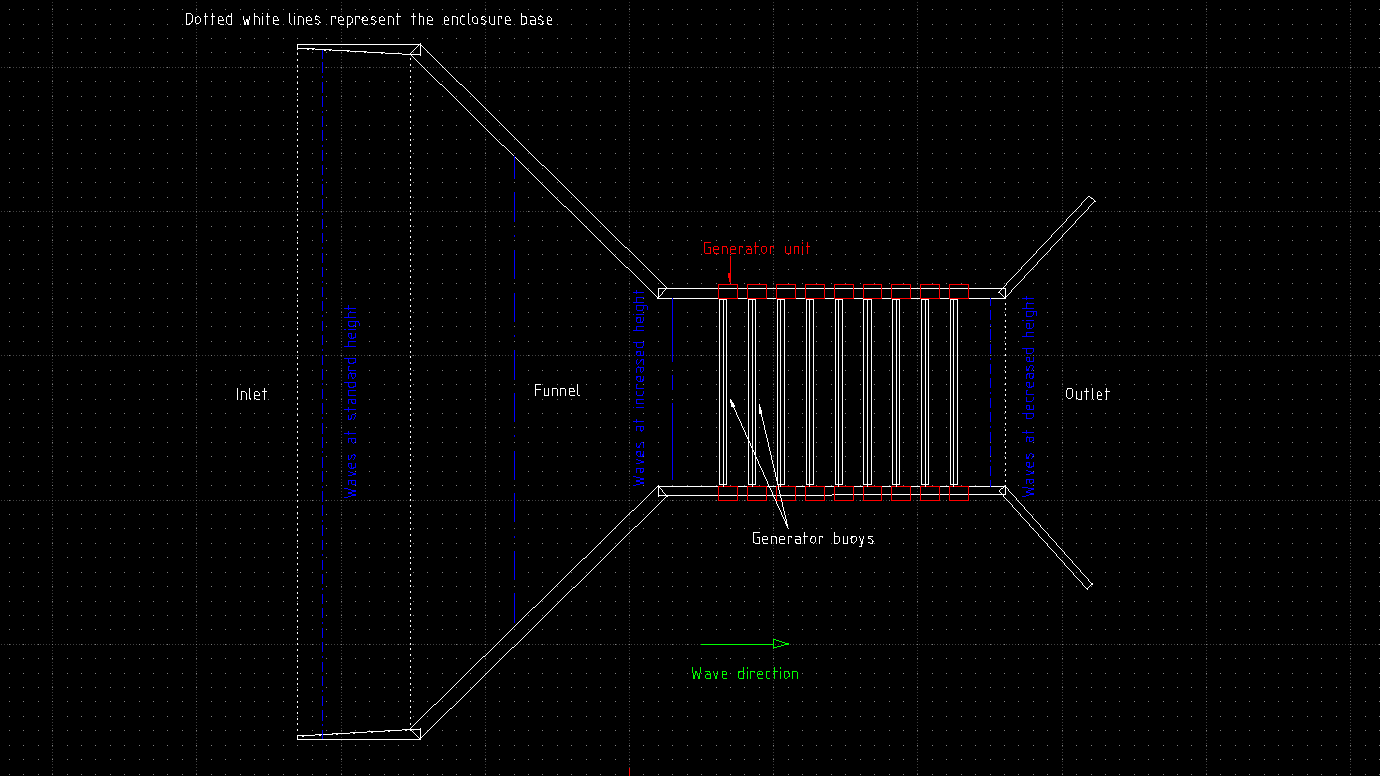 Dotted white lines represent the enclosure base
Generator unit
Waves at standard height
Waves at increased height
Waves at decreased height
Inlet
Funnel
Outlet
Generator buoys
Wave direction